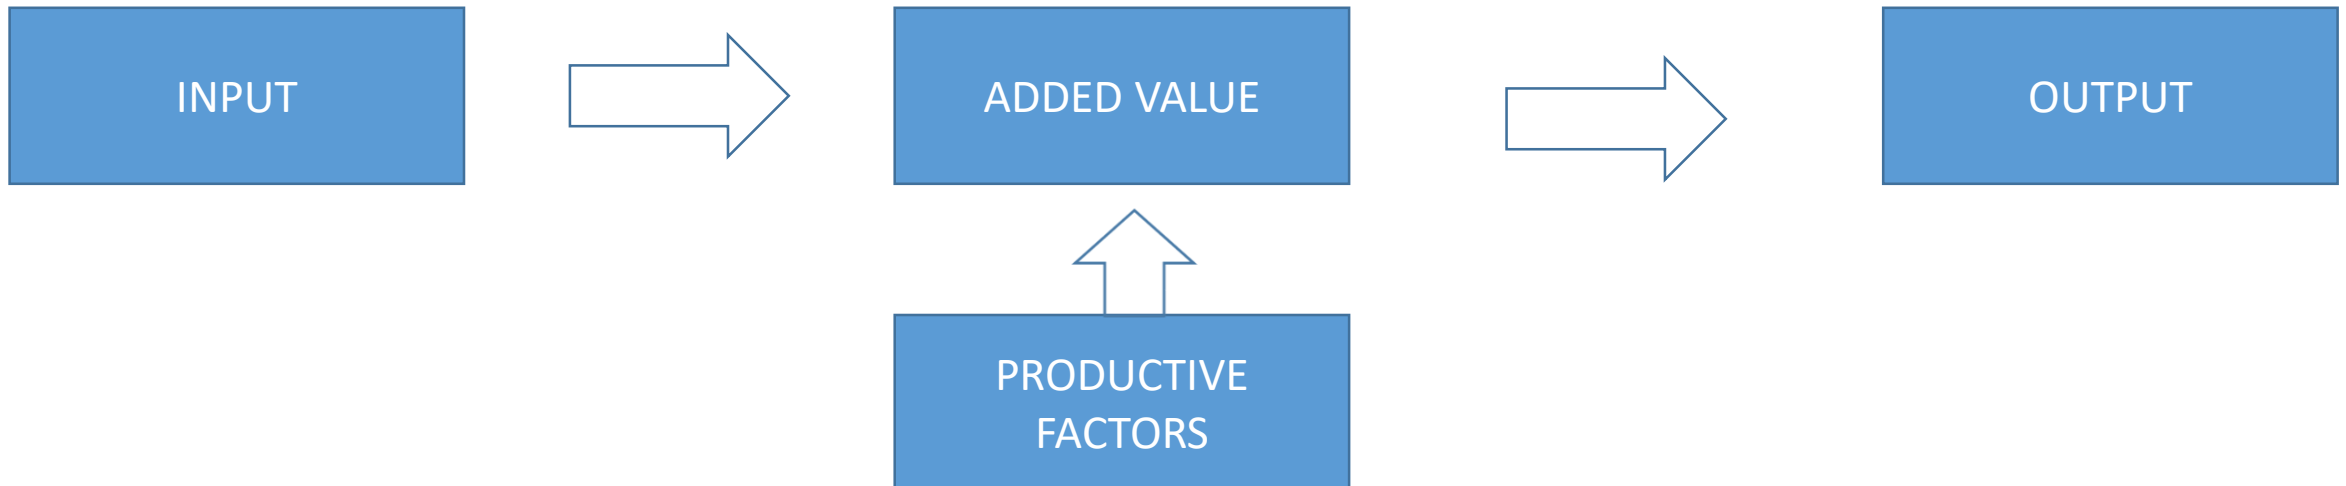 INPUT
ADDED VALUE
OUTPUT
PRODUCTIVE
FACTORS